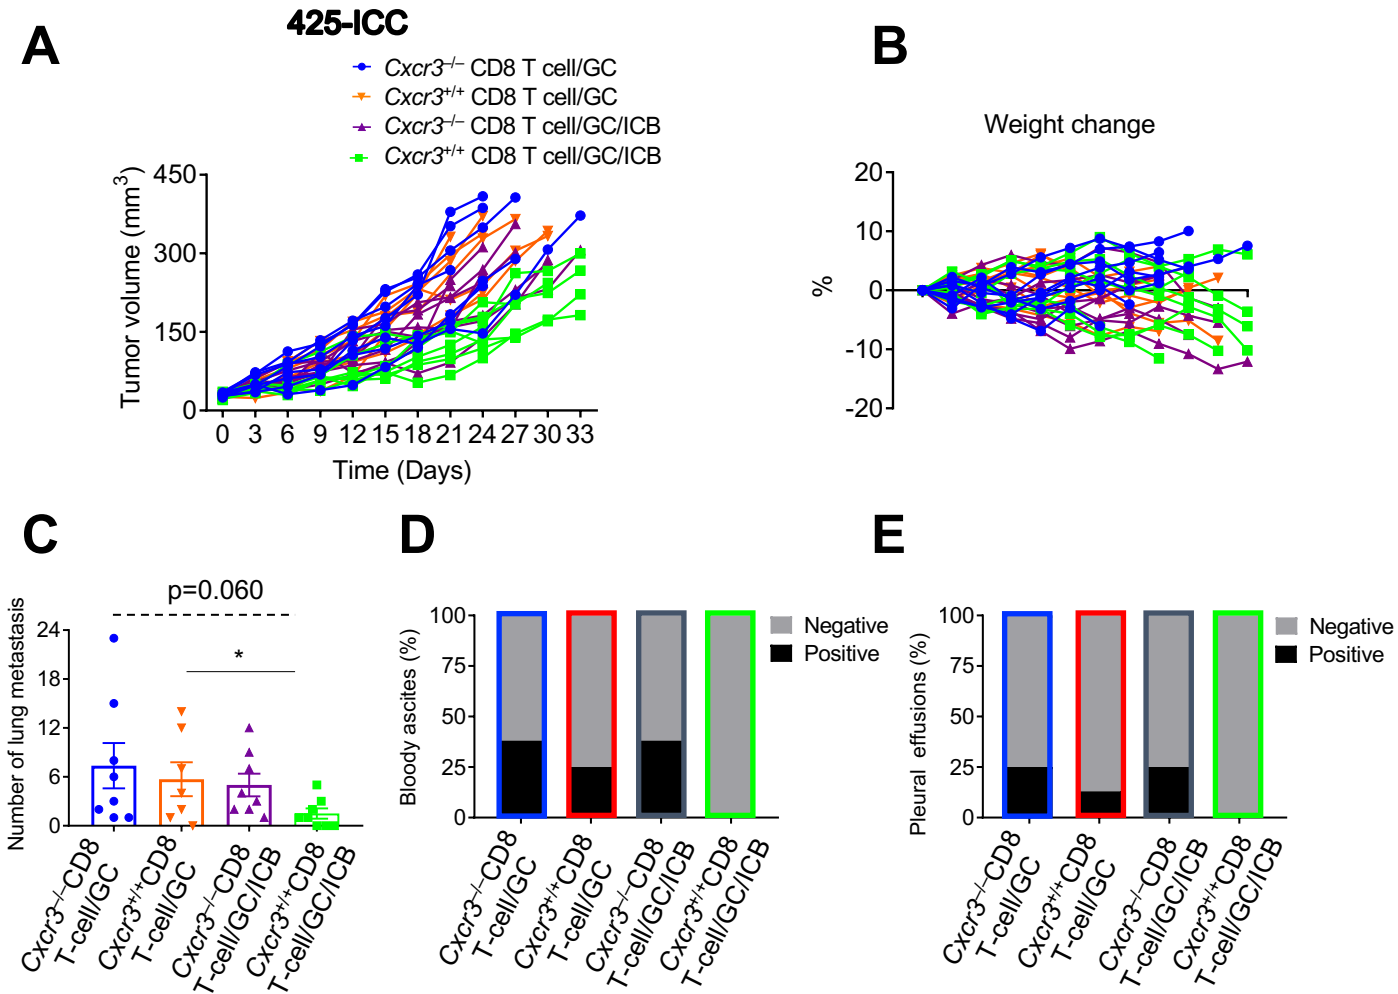 425-ICC
A
Cxcr3–/– CD8 T cell/GC
Cxcr3+/+ CD8 T cell/GC
Cxcr3–/– CD8 T cell/GC/ICB
Cxcr3+/+ CD8 T cell/GC/ICB
Tumor volume (mm3)
450
300
150
0
0 3 6 9 12 15 18 21 24 27 30 33
Time (Days)
B
Weight change
%
20
10
0
-10
-20
C
p=0.060
*
Number of lung metastasis
24
18
12
6
0
Cxcr3–/–CD8
T-cell/GC
Cxcr3+/+CD8
T-cell/GC
Cxcr3–/–CD8
T-cell/GC/ICB
Cxcr3+/+CD8
T-cell/GC/ICB
D
Bloody ascites (%)
100
75
50
25
0
Negative
Positive
Cxcr3–/–CD8
T-cell/GC
Cxcr3+/+CD8
T-cell/GC
Cxcr3–/–CD8
T-cell/GC/ICB
Cxcr3+/+CD8
T-cell/GC/ICB
E
Pleural effusions (%)
100
75
50
25
0
Negative
Positive
Cxcr3–/–CD8
T-cell/GC
Cxcr3+/+CD8
T-cell/GC
Cxcr3–/–CD8
T-cell/GC/ICB
Cxcr3+/+CD8
T-cell/GC/ICB